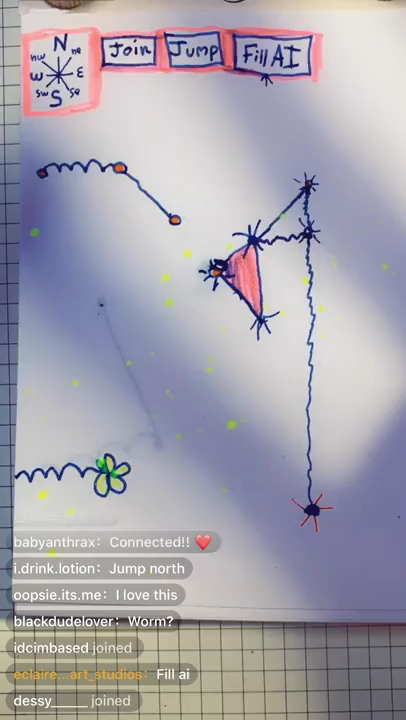 N
nw ne
W E
sw se
S
Join Jump Fill AI
babyanthrax: Connected!! ❤️
i.drink.lotion: Jump north
oopsie.its.me: I love this
blackdudelover: Worm?
idcimbased joined
eclaire...art_studios: Fill ai
dessy_____ joined